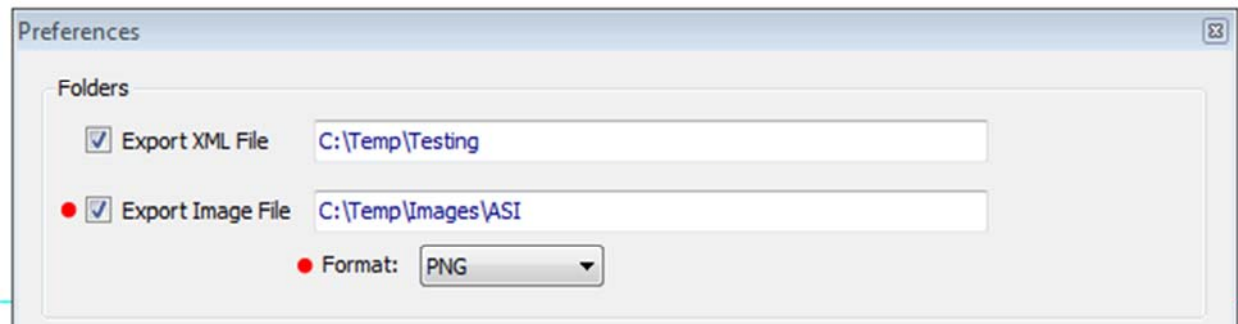 Preferences
Folders
Export XML File C:\Temp\Testing
Export Image File C:\Temp\Images\ASI
Format: PNG